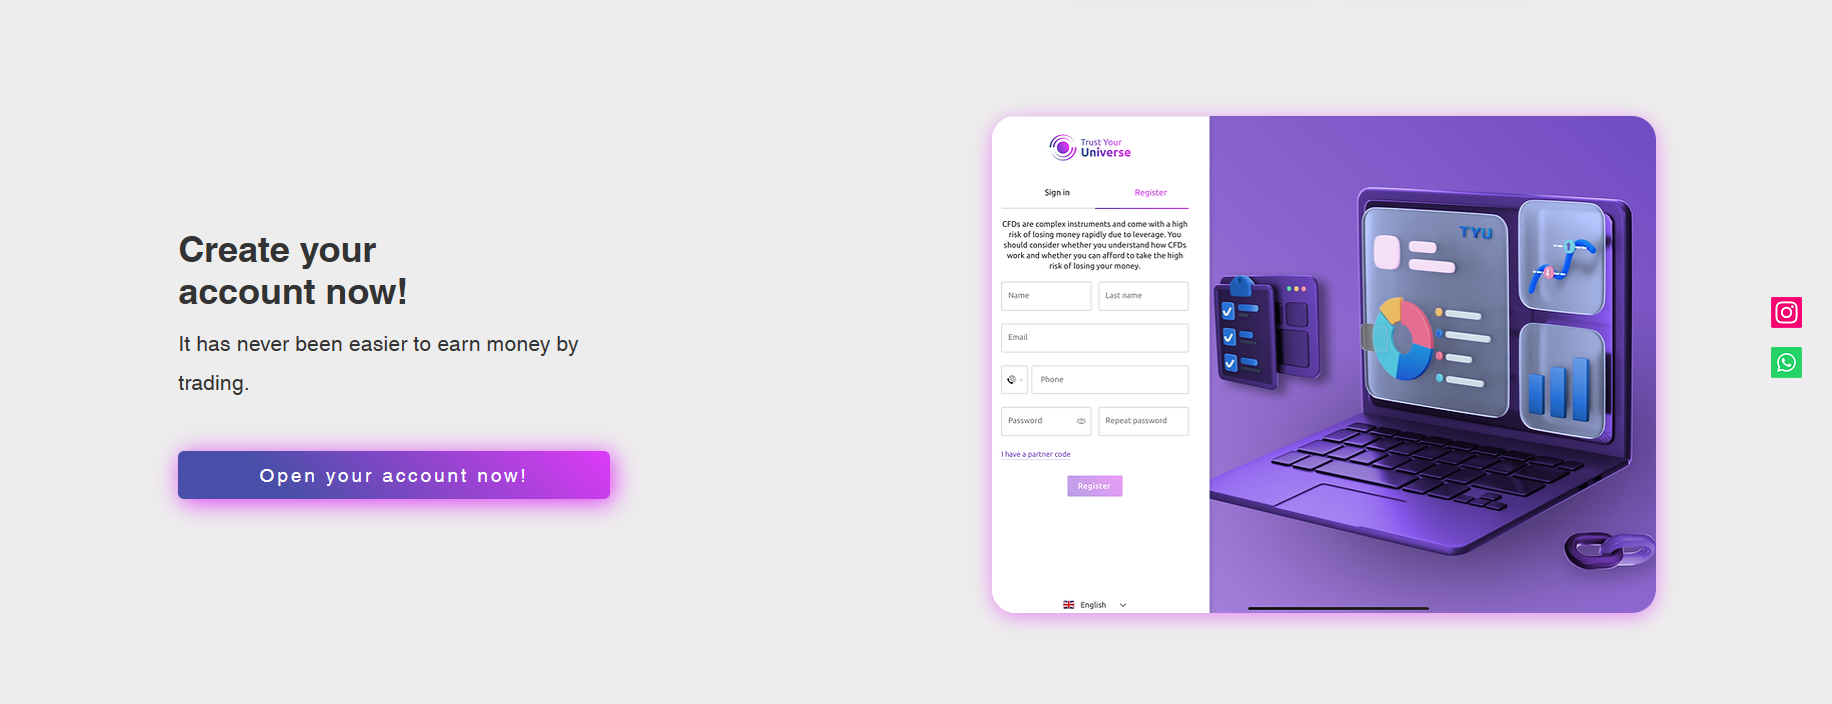 Create your
account now!
It has never been easier to earn money by
trading.
Open your account now!
Trust Your
Universe
Sign in
Register
CFDs are complex instruments and come with a high
risk of losing money rapidly due to leverage. You
should consider whether you understand how CFDs
work and whether you can afford to take the high
risk of losing your money.
Name
Last name
Email
Phone
Password
Repeat password
I have a partner code
Register
English
TYU